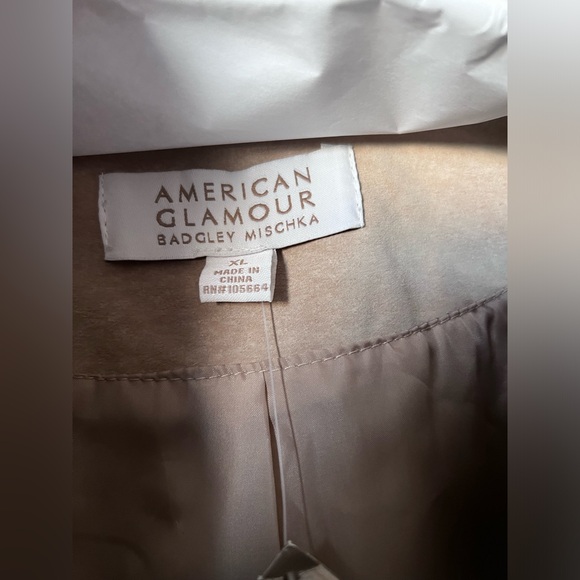 AMERICAN
GLAMOUR
BADGLEY MISCHKA
XL
MADE IN
CHINA
RN#105664